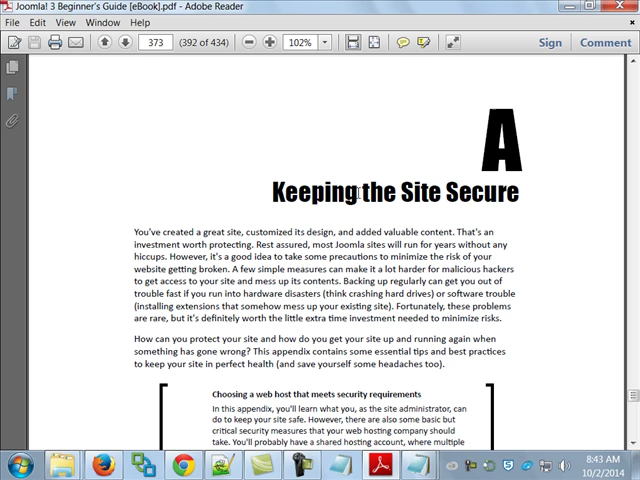 Joomla! 3 Beginner's Guide [eBook].pdf - Adobe Reader
File Edit View Window Help
373 (392 of 434) 102% Sign Comment
A
Keeping the Site Secure
You've created a great site, customized its design, and added valuable content. That's an
investment worth protecting. Rest assured, most Joomla sites will run for years without any
hiccups. However, it's a good idea to take some precautions to minimize the risk of your
website getting broken. A few simple measures can make it a lot harder for malicious hackers
to get access to your site and mess up its contents. Backing up regularly can get you out of
trouble fast if you run into hardware disasters (think crashing hard drives) or software trouble
(installing extensions that somehow mess up your existing site). Fortunately, these problems
are rare, but it's definitely worth the little extra time investment needed to minimize risks.
How can you protect your site and how do you get your site up and running again when
something has gone wrong? This appendix contains some essential tips and best practices
to keep your site in perfect health (and save yourself some headaches too).
Choosing a web host that meets security requirements
In this appendix, you'll learn what you, as the site administrator, can
do to keep your site safe. However, there are also some basic but
critical security measures that your web hosting company should
take. You'll probably have a shared hosting account, where multiple
8:43 AM
10/2/2014